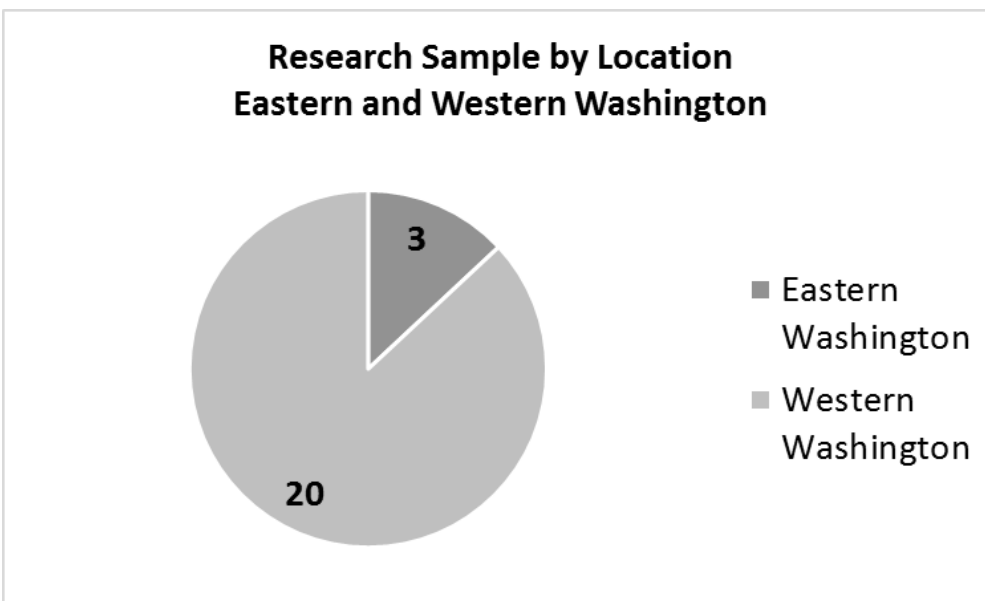 Research Sample by Location
Eastern and Western Washington
3
20
Eastern
Washington
Western
Washington